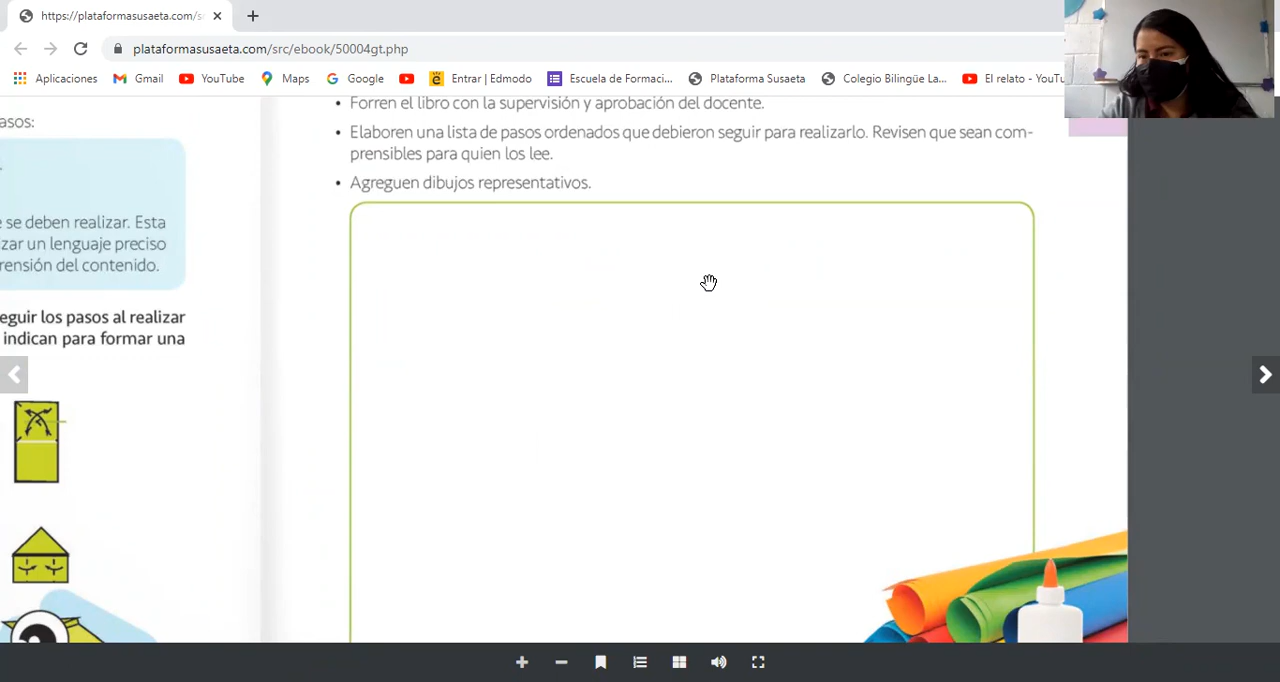 https://plataformasusaeta.com/s
plataformasusaeta.com/src/ebook/50004gt.php
Aplicaciones Gmail YouTube Maps Google Entrar | Edmodo Escuela de Formaci... Plataforma Susaeta Colegio Bilingüe La... El relato - YouTu
asos:
e se deben realizar. Esta
zar un lenguaje preciso
rensión del contenido.
eguir los pasos al realizar
indican para formar una
• Forren el libro con la supervisión y aprobación del docente.
• Elaboren una lista de pasos ordenados que debieron seguir para realizarlo. Revisen que sean com-
prensibles para quien los lee.
• Agreguen dibujos representativos.